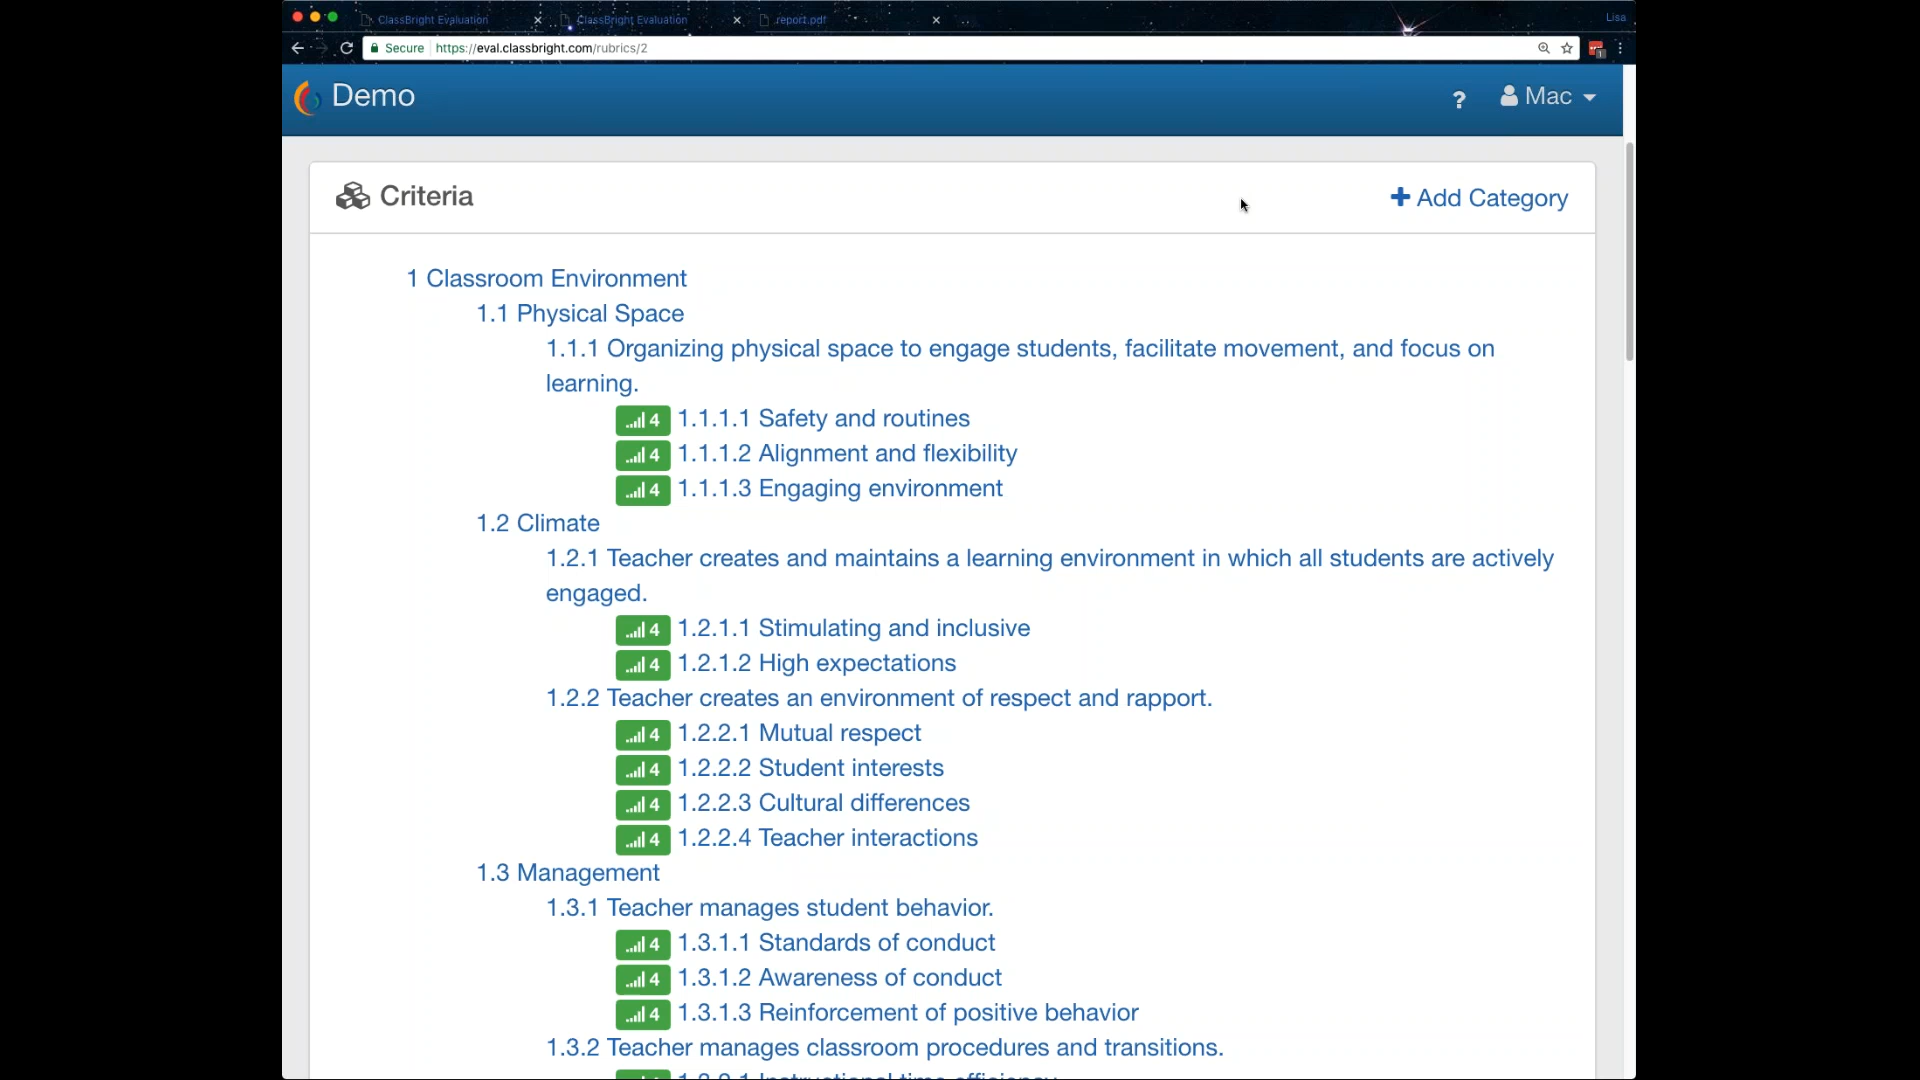 ClassBright Evaluation
ClassBright Evaluation
report.pdf
Lisa
Secure https://eval.classbright.com/rubrics/2
1
Demo
? Mac
Criteria
Add Category
1 Classroom Environment
1.1 Physical Space
1.1.1 Organizing physical space to engage students, facilitate movement, and focus on
learning.
4 1.1.1.1 Safety and routines
4 1.1.1.2 Alignment and flexibility
4 1.1.1.3 Engaging environment
1.2 Climate
1.2.1 Teacher creates and maintains a learning environment in which all students are actively
engaged.
4 1.2.1.1 Stimulating and inclusive
4 1.2.1.2 High expectations
1.2.2 Teacher creates an environment of respect and rapport.
4 1.2.2.1 Mutual respect
4 1.2.2.2 Student interests
4 1.2.2.3 Cultural differences
4 1.2.2.4 Teacher interactions
1.3 Management
1.3.1 Teacher manages student behavior.
4 1.3.1.1 Standards of conduct
4 1.3.1.2 Awareness of conduct
4 1.3.1.3 Reinforcement of positive behavior
1.3.2 Teacher manages classroom procedures and transitions.
1.3.2.1 Instructional time efficiency